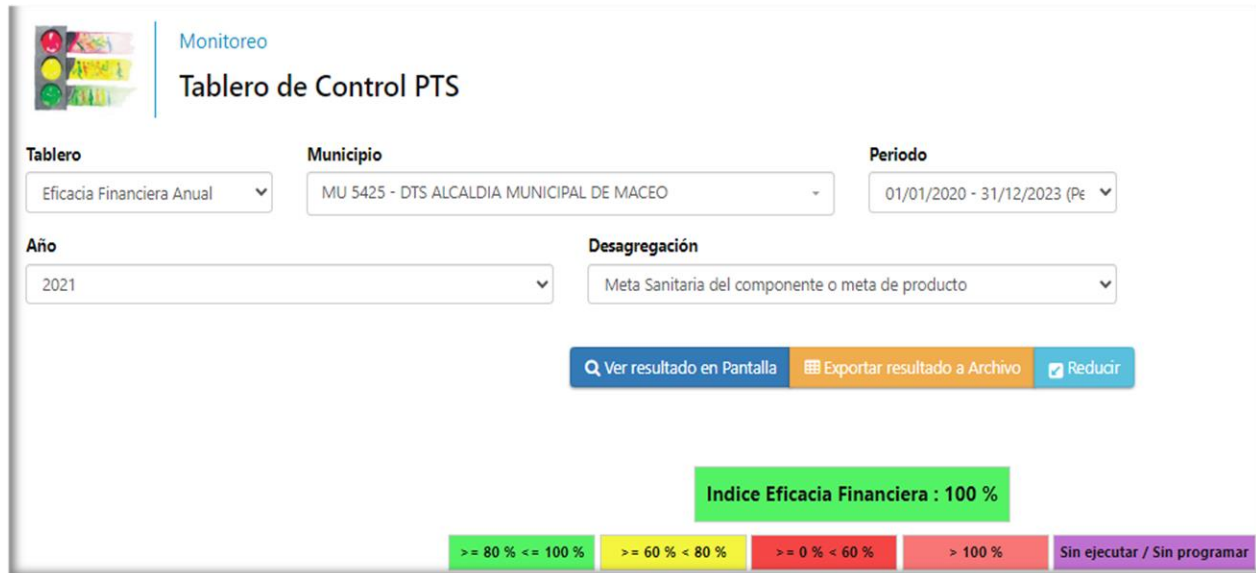 Monitoreo
Tablero de Control PTS
Tablero Municipio Periodo
Eficacia Financiera Anual MU 5425 - DTS ALCALDIA MUNICIPAL DE MACEO 01/01/2020 - 31/12/2023 (Pe
Año Desagregación
2021 Meta Sanitaria del componente o meta de producto
Ver resultado en Pantalla Exportar resultado a Archivo Reducir
Indice Eficacia Financiera : 100 %
>= 80 % <= 100 % >= 60 % < 80 % >= 0 % < 60 % > 100 % Sin ejecutar / Sin programar